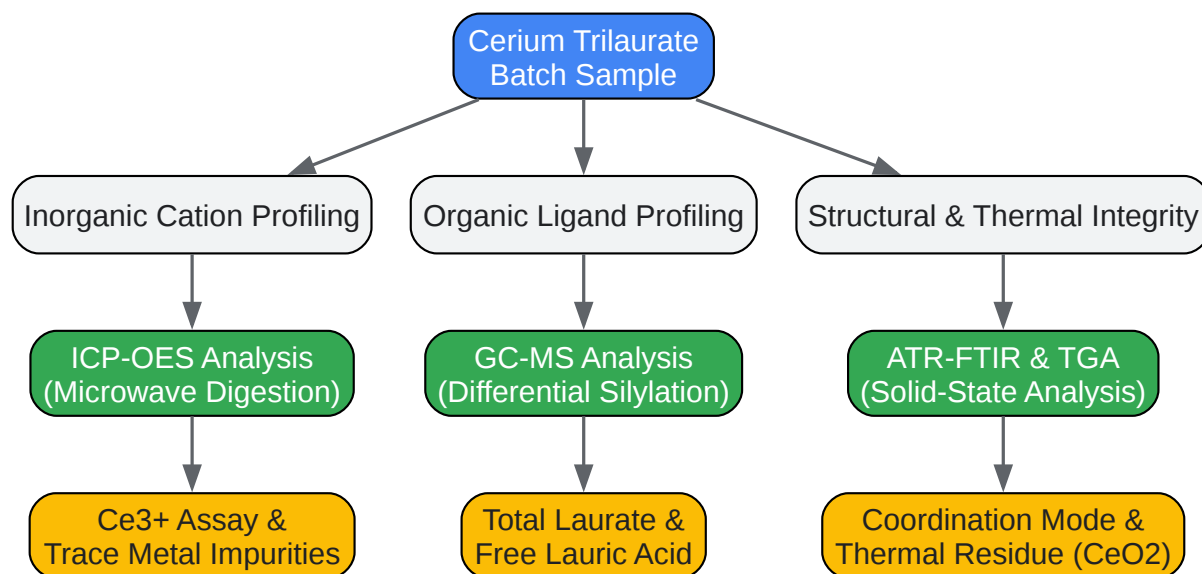 Cerium Trilaurate
Batch Sample
Inorganic Cation Profiling
Organic Ligand Profiling
Structural & Thermal Integrity
ICP-OES Analysis
(Microwave Digestion)
GC-MS Analysis
(Differential Silylation)
ATR-FTIR & TGA
(Solid-State Analysis)
Ce3+ Assay &
Trace Metal Impurities
Total Laurate &
Free Lauric Acid
Coordination Mode &
Thermal Residue (CeO2)